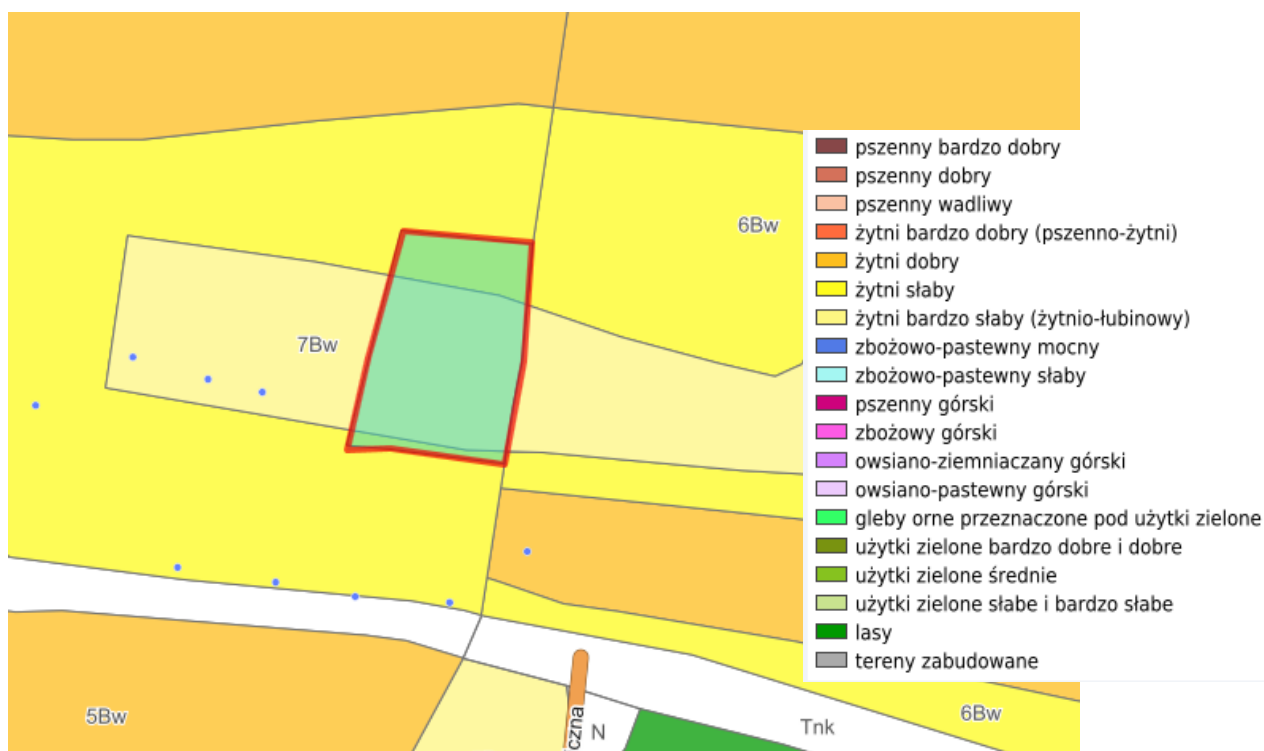 6Bw
7Bw
5Bw
czna
N
Tnk
6Bw
pszenny bardzo dobry
pszenny dobry
pszenny wadliwy
żytni bardzo dobry (pszenno-żytni)
żytni dobry
żytni słaby
żytni bardzo słaby (żytnio-łubinowy)
zbożowo-pastewny mocny
zbożowo-pastewny słaby
pszenny górski
zbożowy górski
owsiano-ziemniaczany górski
owsiano-pastewny górski
gleby orne przeznaczone pod użytki zielone
użytki zielone bardzo dobre i dobre
użytki zielone średnie
użytki zielone słabe i bardzo słabe
lasy
tereny zabudowane